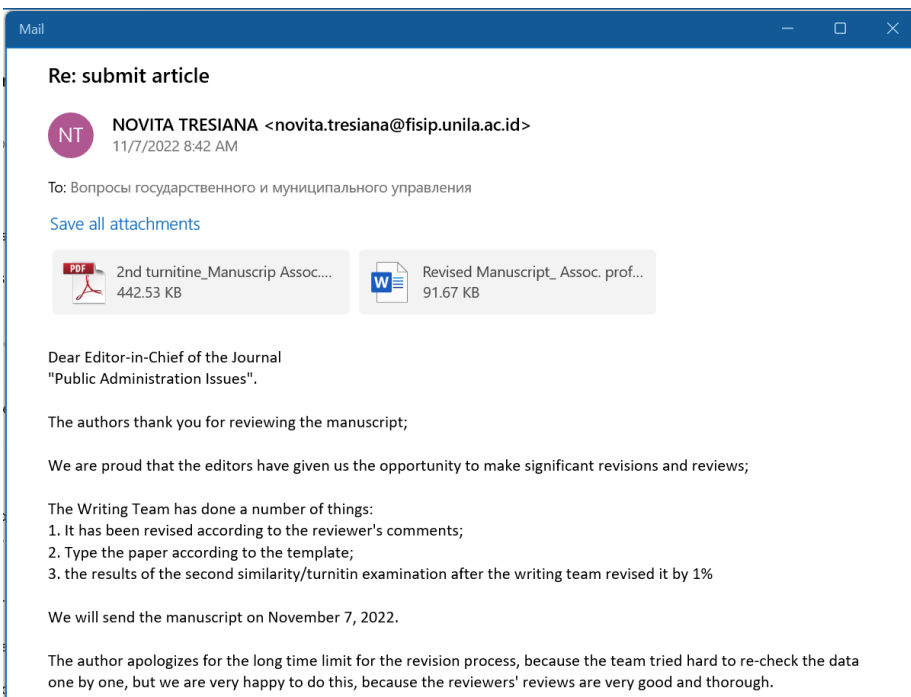 Mail
Re: submit article
NT
NOVITA TRESIANA <novita.tresiana@fisip.unila.ac.id>
11/7/2022 8:42 AM
To: Вопросы государственного и муниципального управления
Save all attachments
PDF
2nd turnitine_Manuscrip Assoc....
442.53 KB
W
Revised Manuscript_ Assoc. prof...
91.67 KB
Dear Editor-in-Chief of the Journal
"Public Administration Issues".
The authors thank you for reviewing the manuscript;
We are proud that the editors have given us the opportunity to make significant revisions and reviews;
The Writing Team has done a number of things:
1. It has been revised according to the reviewer's comments;
2. Type the paper according to the template;
3. the results of the second similarity/turnitin examination after the writing team revised it by 1%
We will send the manuscript on November 7, 2022.
The author apologizes for the long time limit for the revision process, because the team tried hard to re-check the data
one by one, but we are very happy to do this, because the reviewers' reviews are very good and thorough.